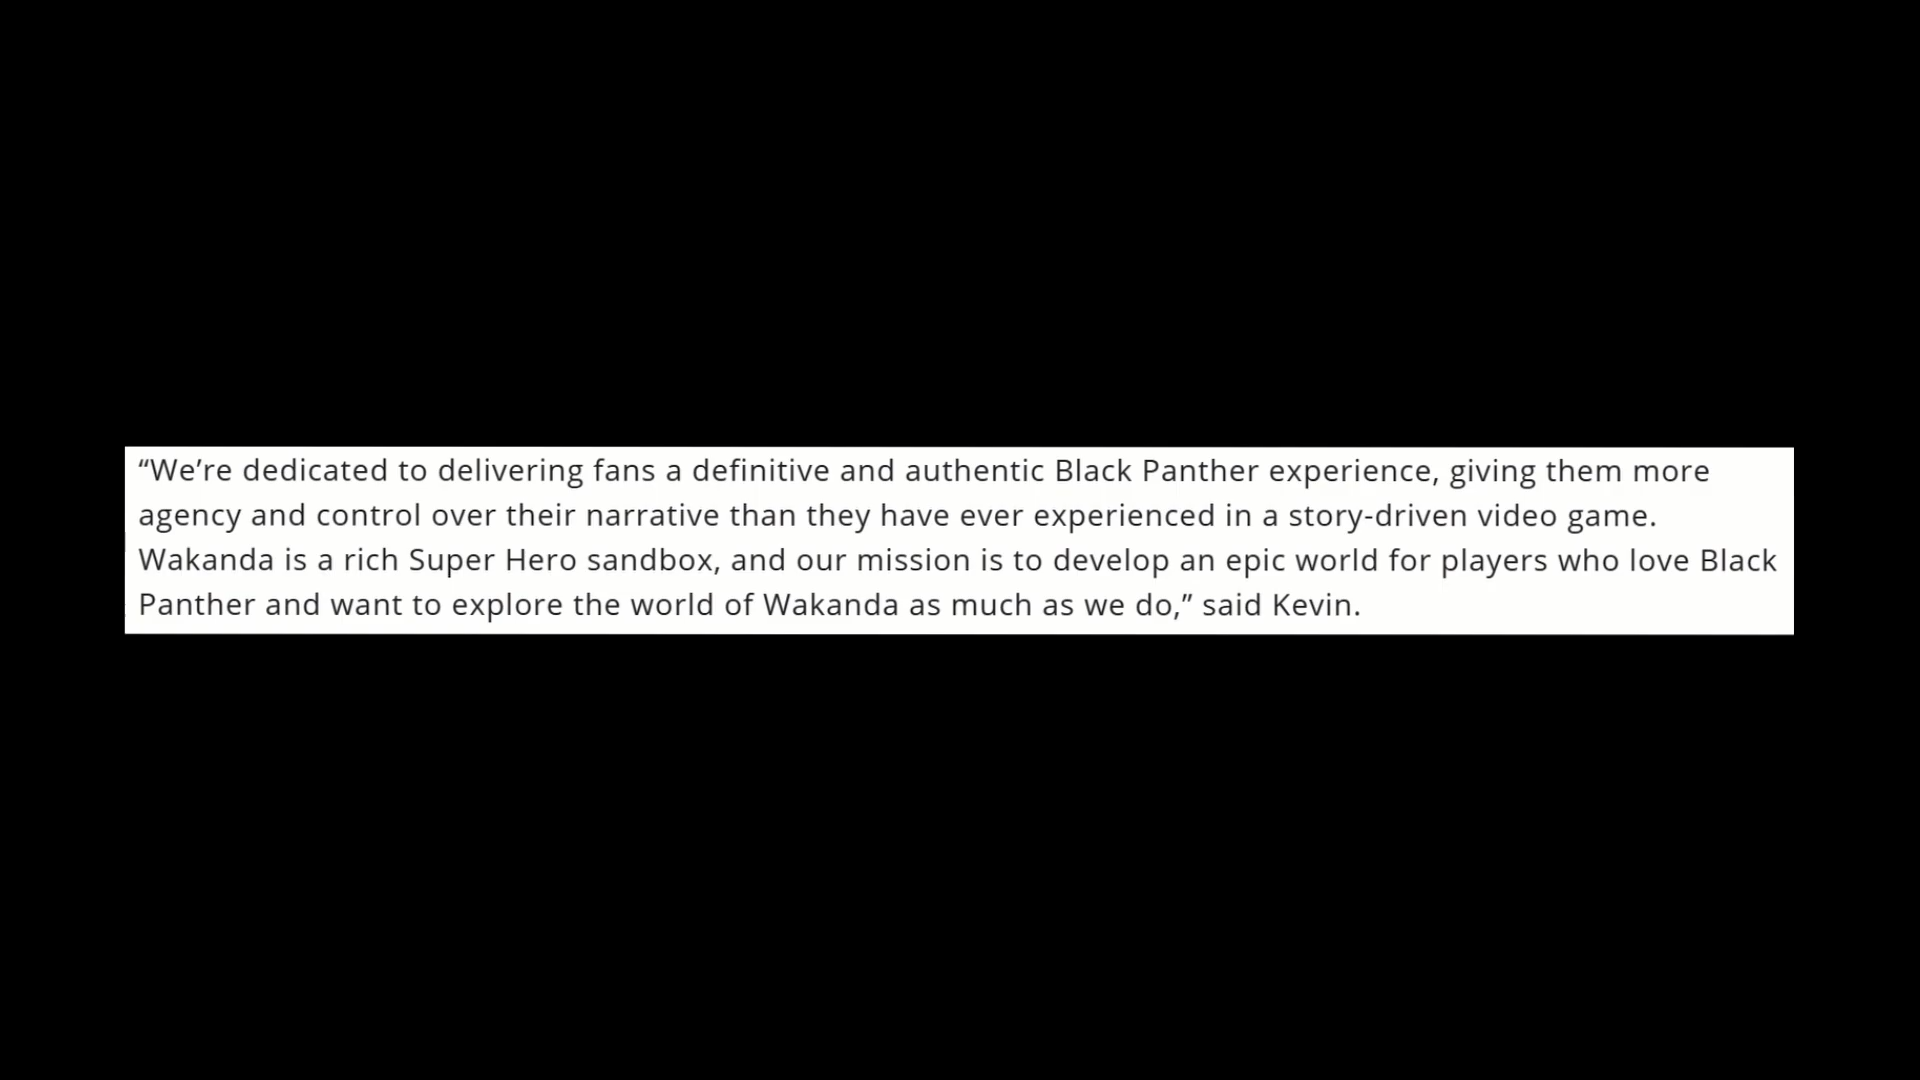 “We’re dedicated to delivering fans a definitive and authentic Black Panther experience, giving them more
agency and control over their narrative than they have ever experienced in a story-driven video game.
Wakanda is a rich Super Hero sandbox, and our mission is to develop an epic world for players who love Black
Panther and want to explore the world of Wakanda as much as we do,” said Kevin.